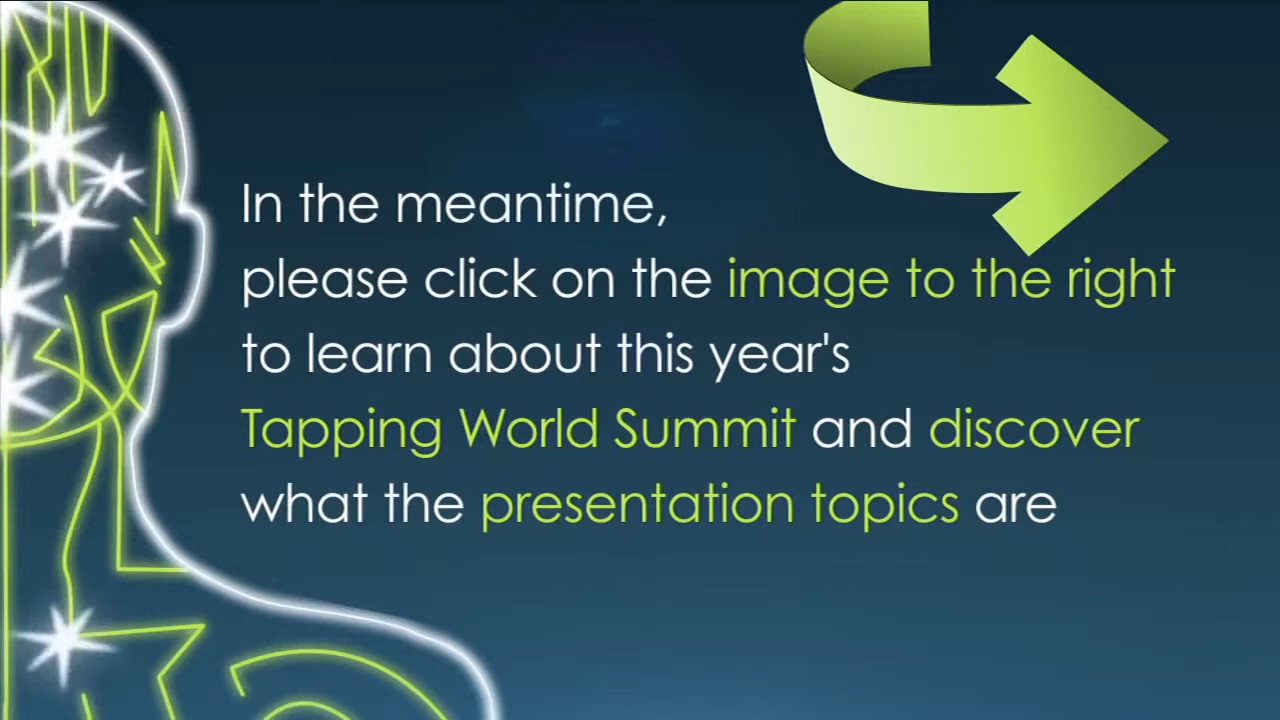 In the meantime,
please click on the image to the right
to learn about this year's
Tapping World Summit and discover
what the presentation topics are